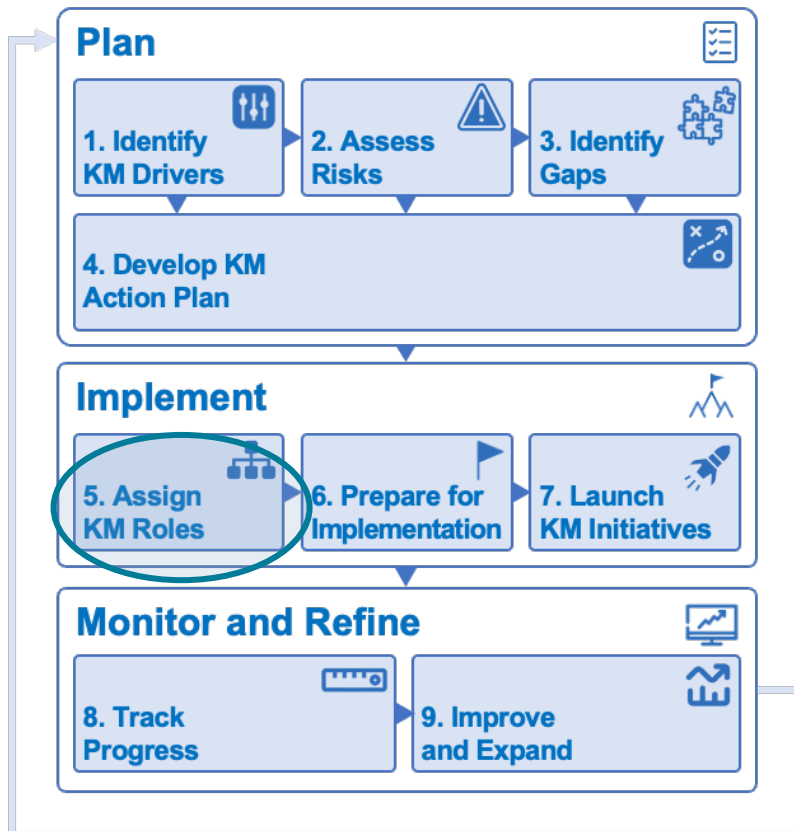 Plan
1. Identify
KM Drivers
2. Assess
Risks
3. Identify
Gaps
4. Develop KM
Action Plan
Implement
5. Assign
KM Roles
6. Prepare for
Implementation
7. Launch
KM Initiatives
Monitor and Refine
8. Track
Progress
9. Improve
and Expand